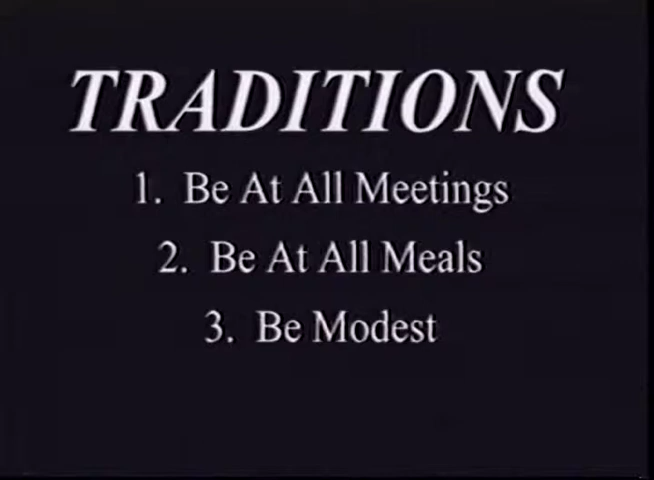 TRADITIONS
1. Be At All Meetings
2. Be At All Meals
3. Be Modest